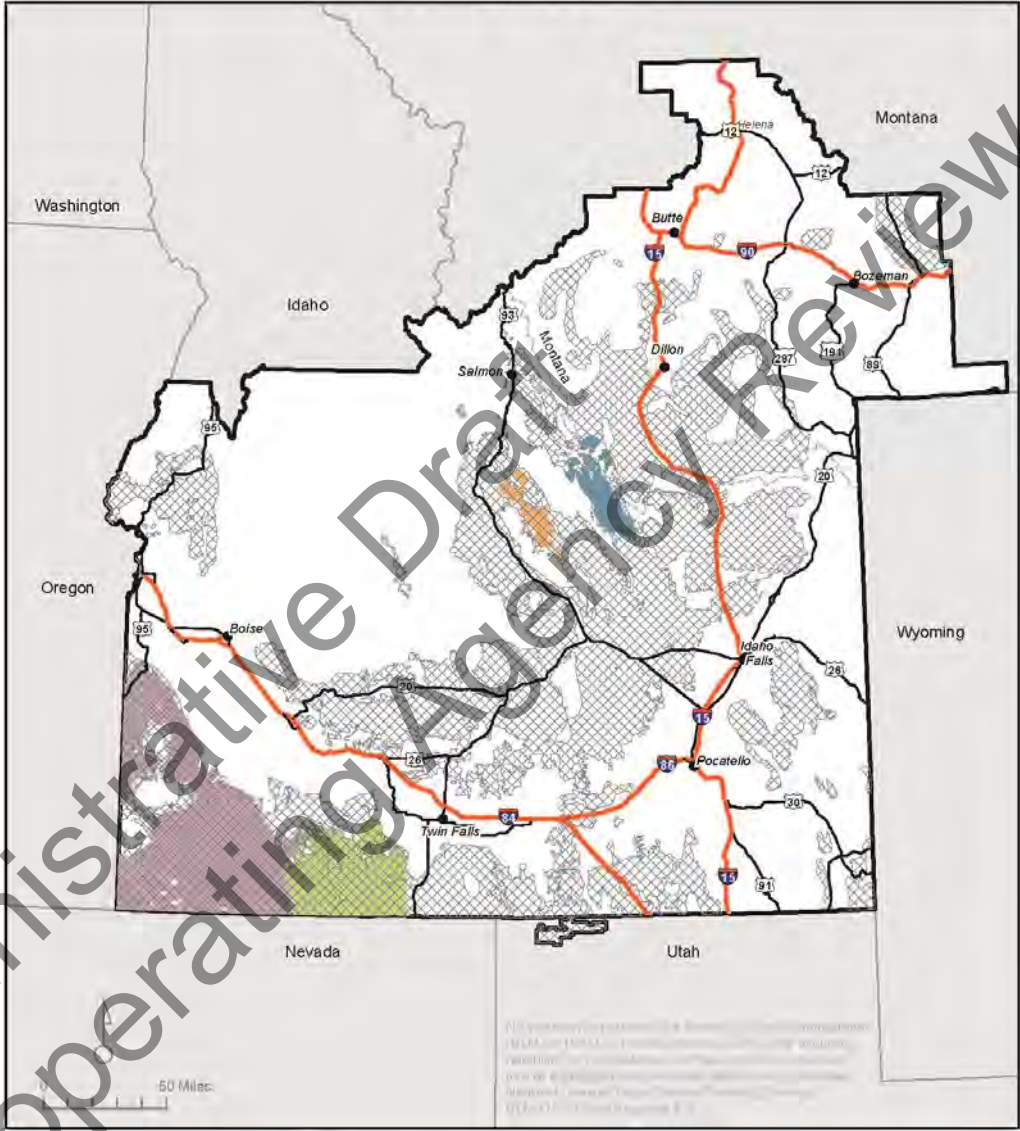 Montana
12
Helena
12
Washington
Butte
15
90
Bozeman
Idaho
93
Montana
Dillon
287
191
89
Salmon
95
20
Oregon
95
Boise
Wyoming
Idaho
Falls
26
20
15
26
86
Pocatello
84
30
Twin Falls
15
91
Nevada
Utah
0
50 Miles
Administrative Draft
Cooperating Agency Review